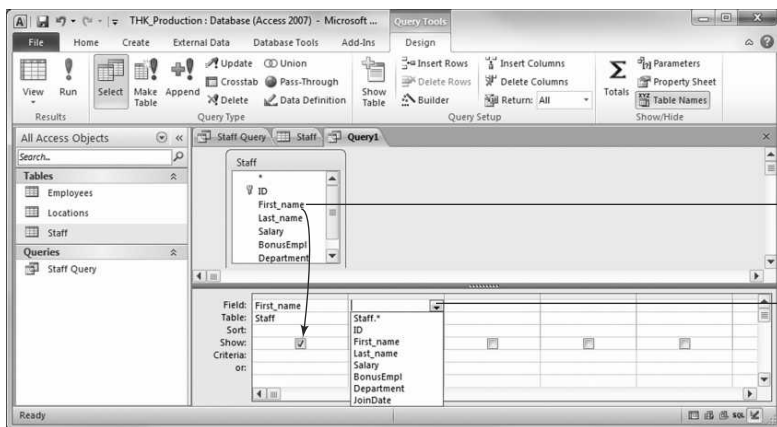 THK_Production : Database (Access 2007) - Microsoft ...
Query Tools
File Home Create External Data Database Tools Add-Ins Design
View
Run
Results
Select
Make Table
Append
Update
Union
Crosstab
Pass-Through
Delete
Data Definition
Query Type
Show Table
Insert Rows
Delete Rows
Builder
Insert Columns
Delete Columns
Return: All
Query Setup
Totals
Parameters
Property Sheet
Table Names
Show/Hide
All Access Objects
Search...
Tables
Employees
Locations
Staff
Queries
Staff Query
Staff Query
Staff
Query1
Staff
*
ID
First_name
Last_name
Salary
BonusEmpl
Department
Field: First_name
Table: Staff
Sort:
Show:
Criteria:
or:
Staff.*
ID
First_name
Last_name
Salary
BonusEmpl
Department
JoinDate
Ready
SQL